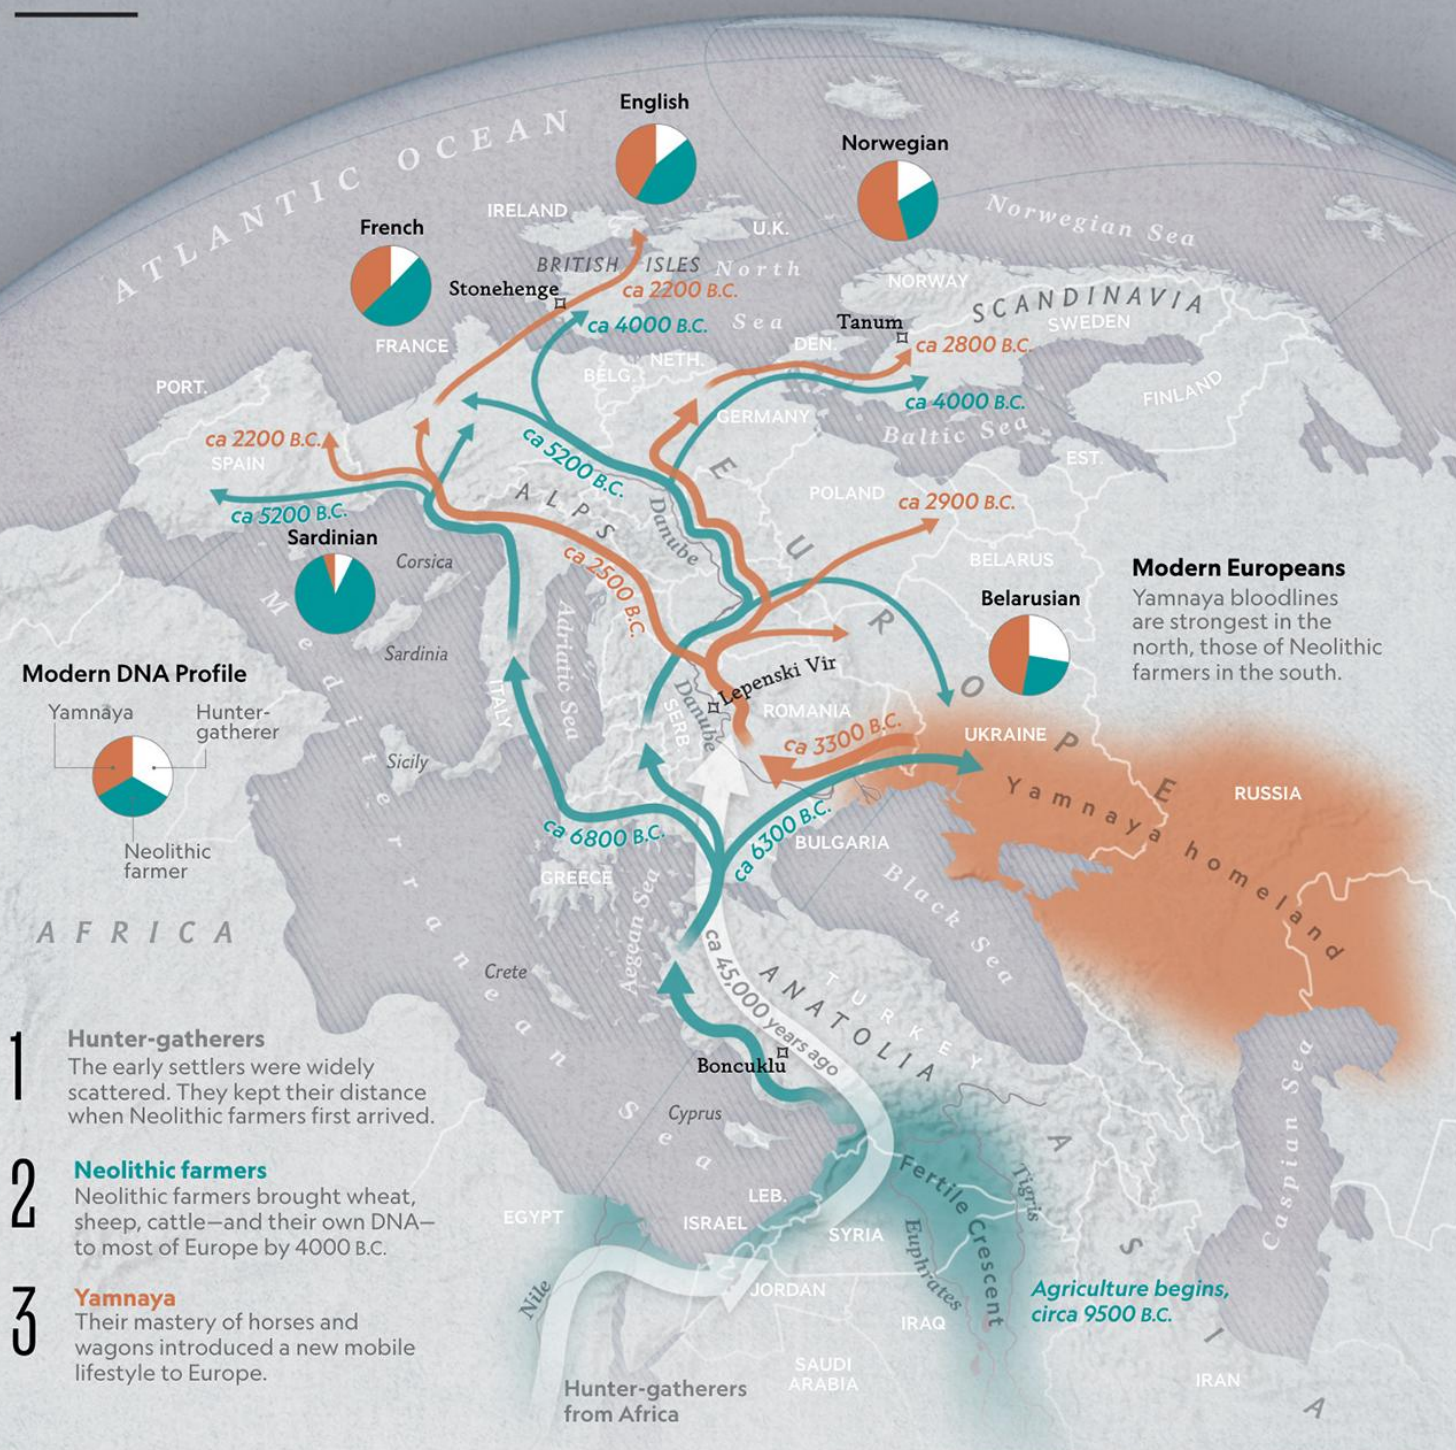 English
Norwegian
ATLANTIC OCEAN
French
IRELAND
U.K.
Norwegian Sea
BRITISH ISLES
North
Sea
ca 2200 B.C.
Stonehenge
ca 4000 B.C.
NORWAY
SCANDINAVIA
SWEDEN
Tanum
DEN.
ca 2800 B.C.
FRANCE
NETH.
BELG.
FINLAND
PORT.
ca 4000 B.C.
GERMANY
Baltic Sea
ca 2200 B.C.
SPAIN
ca 5200 B.C.
EST.
EUROPE
ALPS
POLAND
ca 2900 B.C.
ca 5200 B.C.
Danube
Sardinian
Corsica
ca 2500 B.C.
BELARUS
Belarusian
Modern Europeans
Yamnaya bloodlines
are strongest in the
north, those of Neolithic
farmers in the south.
Mediterranean Sea
Adriatic Sea
Sardinia
Lepenski Vir
Modern DNA Profile
Yamnaya
Hunter-
gatherer
Neolithic
farmer
ITALY
SERB.
Danube
ROMANIA
ca 3300 B.C.
UKRAINE
Sicily
Yamnaya homeland
RUSSIA
ca 6800 B.C.
ca 6300 B.C.
BULGARIA
GREECE
Black Sea
Aegean Sea
AFRICA
Crete
ca 45,000 years ago
ANATOLIA
TURKEY
Boncuklu
Cyprus
Caspian Sea
1
Hunter-gatherers
The early settlers were widely
scattered. They kept their distance
when Neolithic farmers first arrived.
2
Neolithic farmers
Neolithic farmers brought wheat,
sheep, cattle—and their own DNA—
to most of Europe by 4000 B.C.
3
Yamnaya
Their mastery of horses and
wagons introduced a new mobile
lifestyle to Europe.
Fertile Crescent
Tigris
Euphrates
ASIA
LEB.
EGYPT
ISRAEL
SYRIA
Nile
JORDAN
Agriculture begins,
circa 9500 B.C.
IRAQ
SAUDI
ARABIA
IRAN
Hunter-gatherers
from Africa